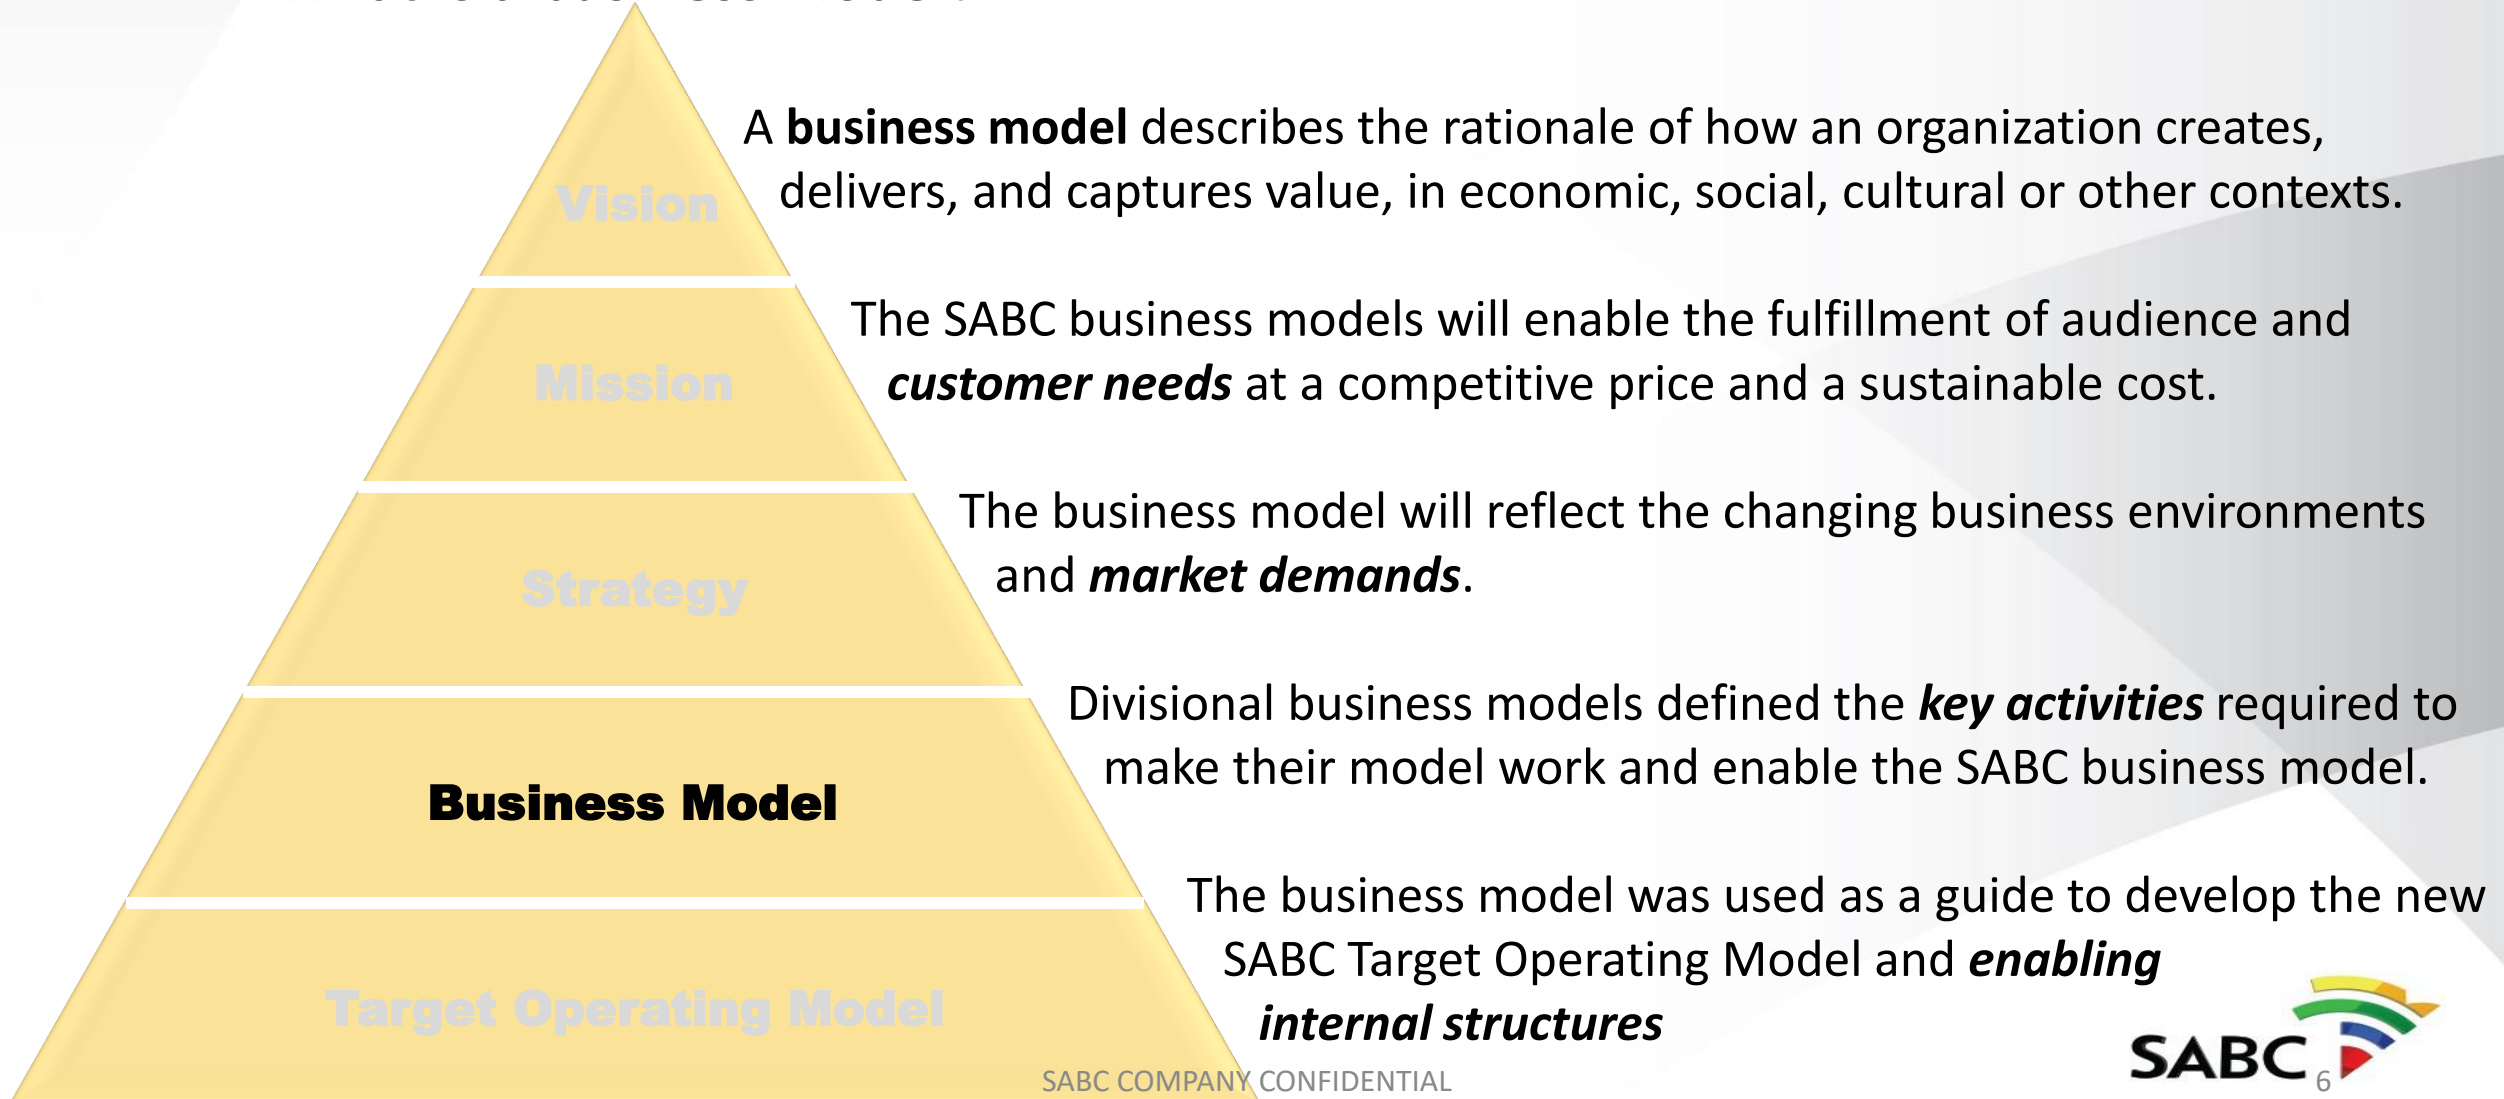 Vision
Mission
Strategy
Business Model
Target Operating Model
A business model describes the rationale of how an organization creates,
delivers, and captures value, in economic, social, cultural or other contexts.
The SABC business models will enable the fulfillment of audience and
customer needs at a competitive price and a sustainable cost.
The business model will reflect the changing business environments
and market demands.
Divisional business models defined the key activities required to
make their model work and enable the SABC business model.
The business model was used as a guide to develop the new
SABC Target Operating Model and enabling
internal structures
SABC COMPANY CONFIDENTIAL
SABC
6